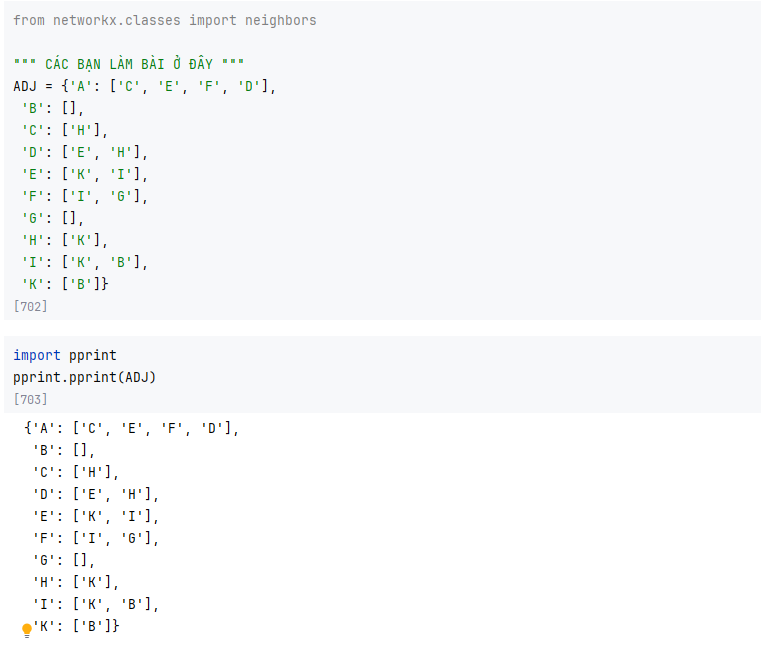 from networkx.classes import neighbors
""" CÁC BẠN LÀM BÀI Ở ĐÂY """
ADJ = {'A': ['C', 'E', 'F', 'D'],
 'B': [],
 'C': ['H'],
 'D': ['E', 'H'],
 'E': ['K', 'I'],
 'F': ['I', 'G'],
 'G': [],
 'H': ['K'],
 'I': ['K', 'B'],
 'K': ['B']}
[702]
import pprint
pprint.pprint(ADJ)
[703]
{'A': ['C', 'E', 'F', 'D'],
 'B': [],
 'C': ['H'],
 'D': ['E', 'H'],
 'E': ['K', 'I'],
 'F': ['I', 'G'],
 'G': [],
 'H': ['K'],
 'I': ['K', 'B'],
 'K': ['B']}